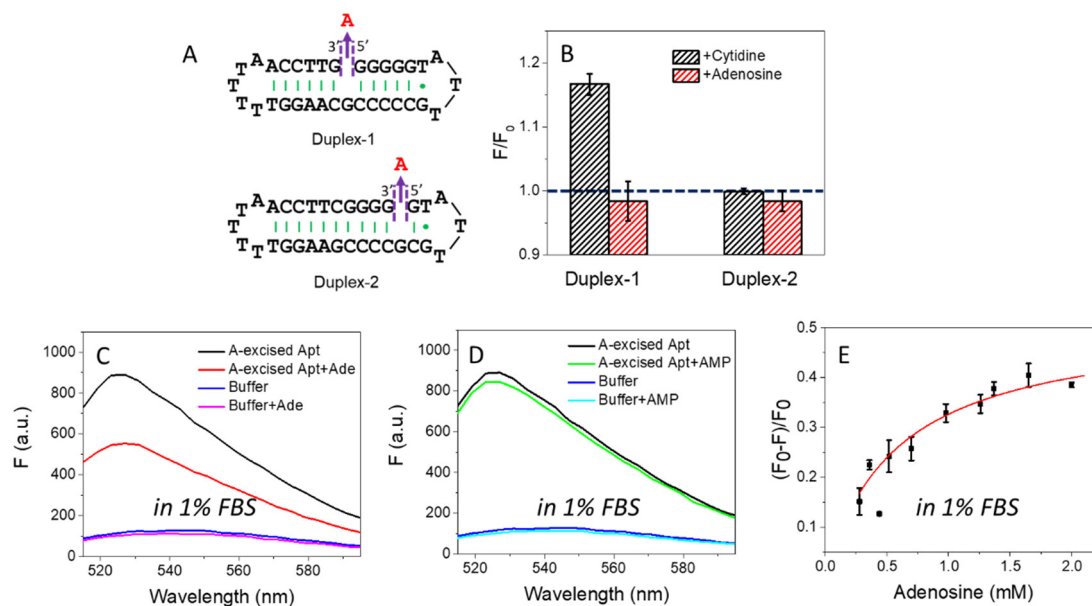 A
A
3’ 5’
A ACCTTG GGGGGT A
T T
T T
T TTGGAACGCCCCCG T
Duplex-1
A
3’ 5’
A ACCTTCGGGG GT A
T T
T T
T TTGGAAGCCCCGCG T
Duplex-2
B
+Cytidine
+Adenosine
F/F0
1.2
1.1
1.0
0.9
Duplex-1 Duplex-2
C
A-excised Apt
A-excised Apt+Ade
Buffer
Buffer+Ade
F (a.u.)
1000
800
600
400
200
0
in 1% FBS
520 540 560 580
Wavelength (nm)
D
A-excised Apt
A-excised Apt+AMP
Buffer
Buffer+AMP
F (a.u.)
1000
800
600
400
200
0
in 1% FBS
520 540 560 580
Wavelength (nm)
E
(F0-F)/F0
0.5
0.4
0.3
0.2
0.1
in 1% FBS
0.0 0.5 1.0 1.5 2.0
Adenosine (mM)